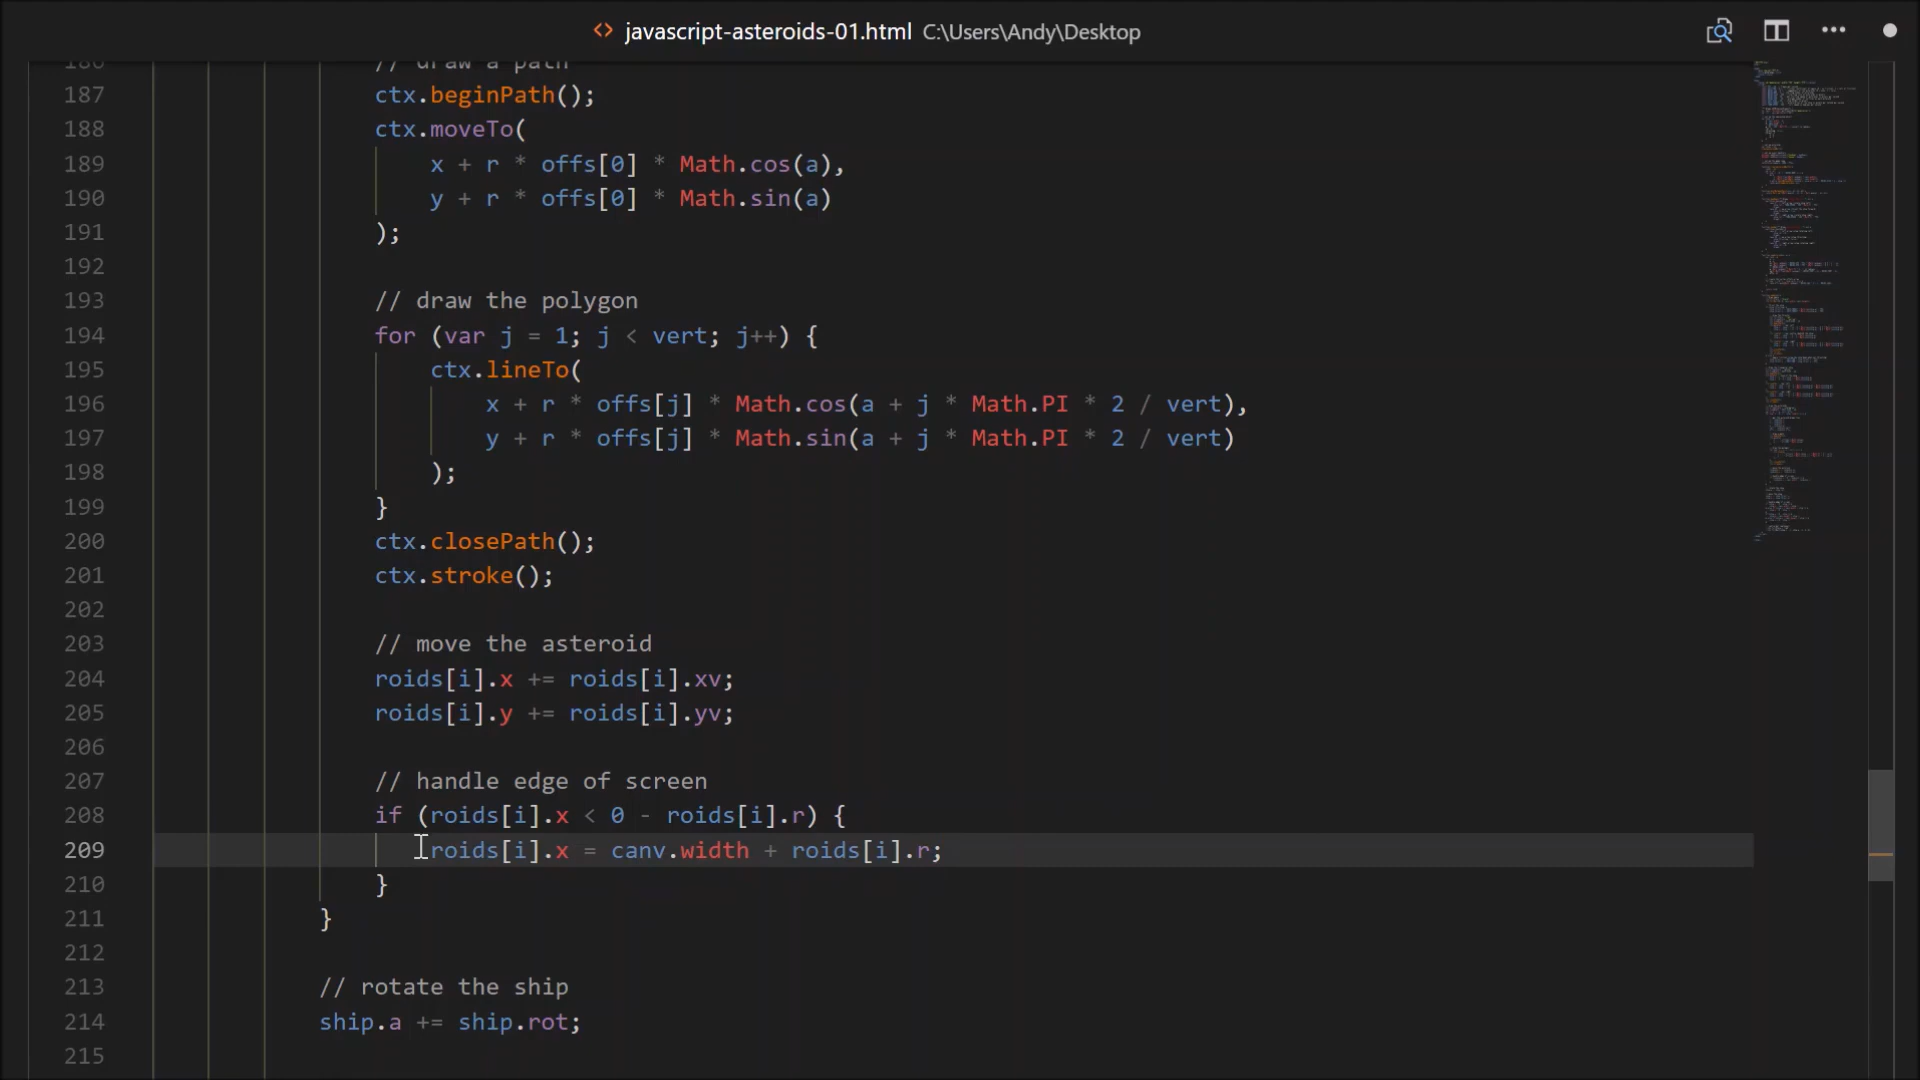 <> javascript-asteroids-01.html C:\Users\Andy\Desktop
186 // draw a path
187 ctx.beginPath();
188 ctx.moveTo(
189 x + r * offs[0] * Math.cos(a),
190 y + r * offs[0] * Math.sin(a)
191 );
192
193 // draw the polygon
194 for (var j = 1; j < vert; j++) {
195 ctx.lineTo(
196 x + r * offs[j] * Math.cos(a + j * Math.PI * 2 / vert),
197 y + r * offs[j] * Math.sin(a + j * Math.PI * 2 / vert)
198 );
199 }
200 ctx.closePath();
201 ctx.stroke();
202
203 // move the asteroid
204 roids[i].x += roids[i].xv;
205 roids[i].y += roids[i].yv;
206
207 // handle edge of screen
208 if (roids[i].x < 0 - roids[i].r) {
209 roids[i].x = canv.width + roids[i].r;
210 }
211 }
212
213 // rotate the ship
214 ship.a += ship.rot;
215